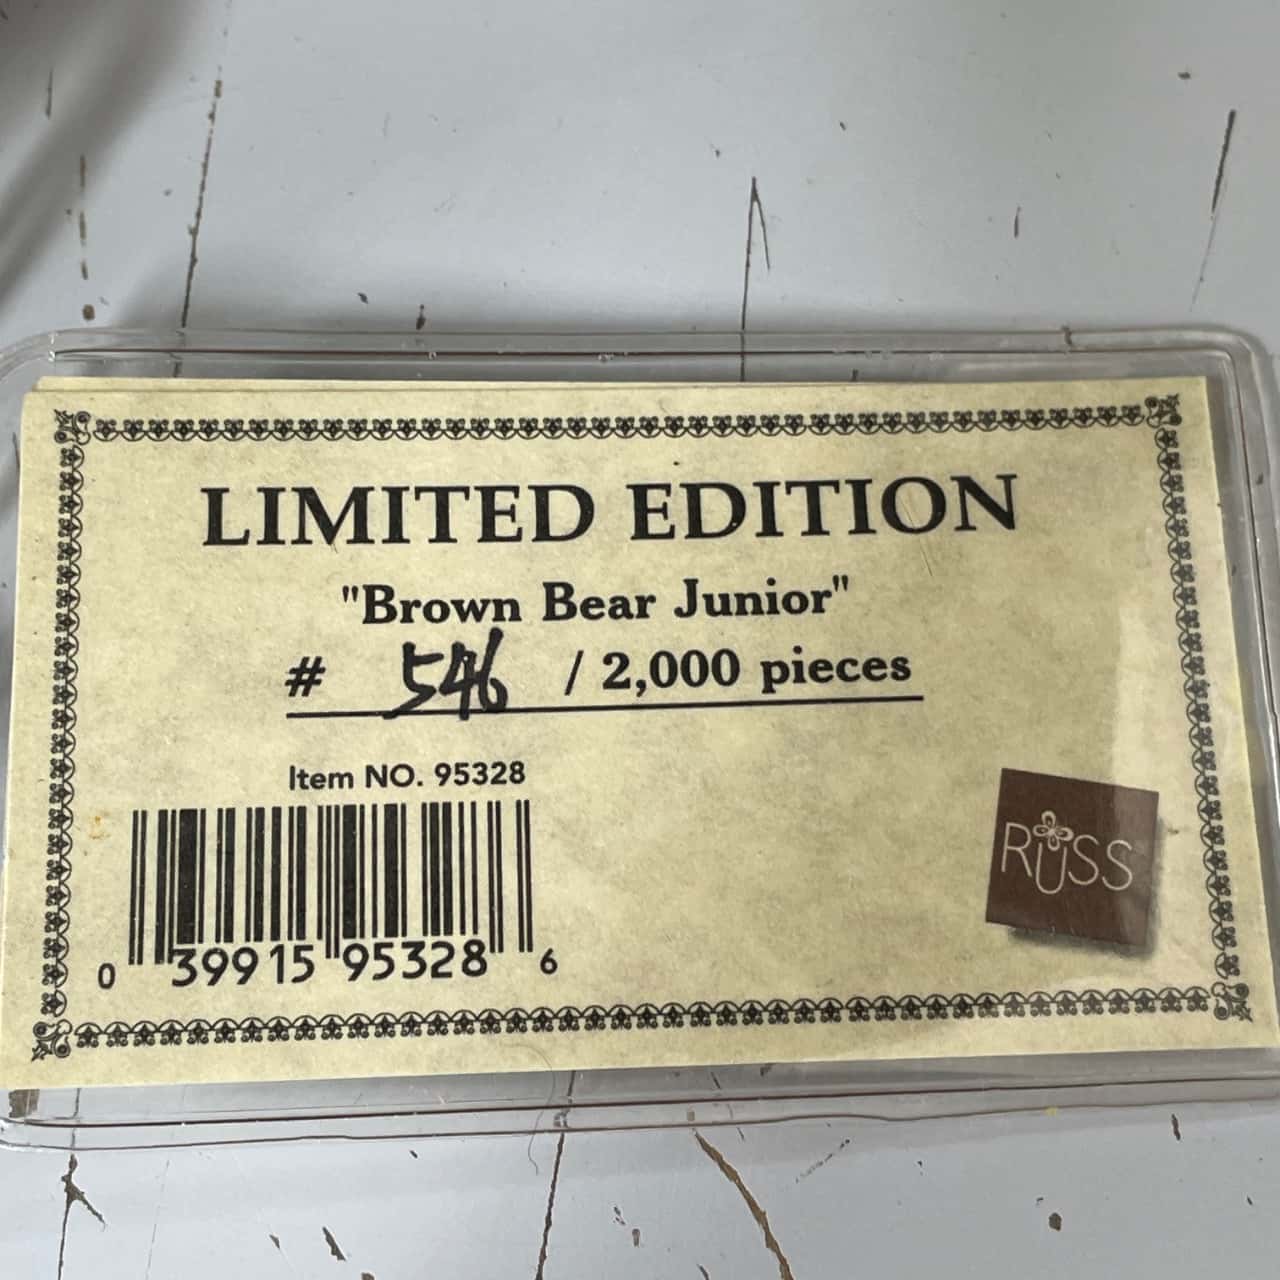 LIMITED EDITION
"Brown Bear Junior"
# 546 / 2,000 pieces
Item NO. 95328
0 39915 95328 6
RUSS